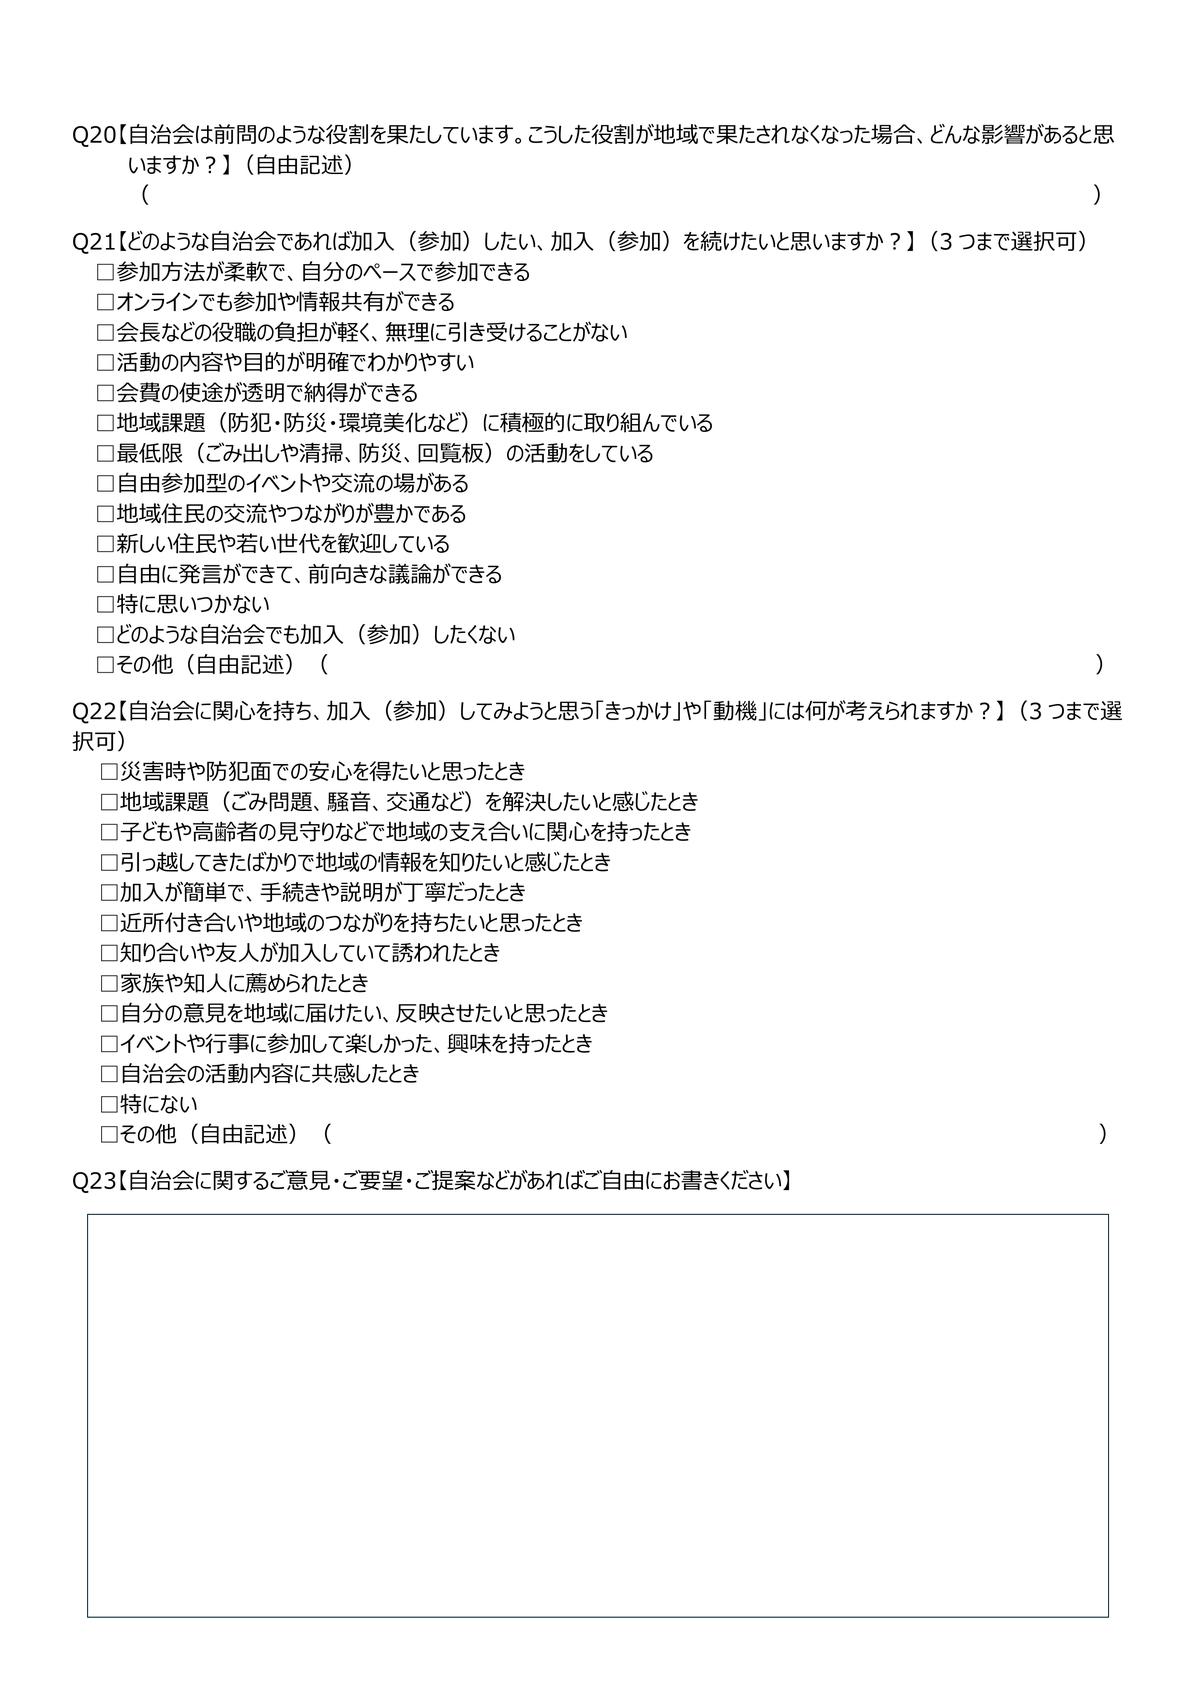 Q20【自治会は前問のような役割を果たしています。こうした役割が地域で果たされなくなった場合、どんな影響があると思
いますか？】（自由記述）
（　　　　　　　　　　　　　　　　　　　　　　　　　　　　　　　　　　　　　　　　　　　）
Q21【どのような自治会であれば加入（参加）したい、加入（参加）を続けたいと思いますか？】（3つまで選択可）
□参加方法が柔軟で、自分のペースで参加できる
□オンラインでも参加や情報共有ができる
□会長などの役職の負担が軽く、無理に引き受けることがない
□活動の内容や目的が明確でわかりやすい
□会費の使途が透明で納得ができる
□地域課題（防犯・防災・環境美化など）に積極的に取り組んでいる
□最低限（ごみ出しや清掃、防災、回覧板）の活動をしている
□自由参加型のイベントや交流の場がある
□地域住民の交流やつながりが豊かである
□新しい住民や若い世代を歓迎している
□自由に発言ができて、前向きな議論ができる
□特に思いつかない
□どのような自治会でも加入（参加）したくない
□その他（自由記述）（　　　　　　　　　　　　　　　　　　　　　　　　　　　　　　　　　　　）
Q22【自治会に関心を持ち、加入（参加）してみようと思う「きっかけ」や「動機」には何が考えられますか？】（3つまで選
択可）
□災害時や防犯面での安心を得たいと思ったとき
□地域課題（ごみ問題、騒音、交通など）を解決したいと感じたとき
□子どもや高齢者の見守りなどで地域の支え合いに関心を持ったとき
□引っ越してきたばかりで地域の情報を知りたいと感じたとき
□加入が簡単で、手続きや説明が丁寧だったとき
□近所付き合いや地域のつながりを持ちたいと思ったとき
□知り合いや友人が加入していて誘われたとき
□家族や知人に薦められたとき
□自分の意見を地域に届けたい、反映させたいと思ったとき
□イベントや行事に参加して楽しかった、興味を持ったとき
□自治会の活動内容に共感したとき
□特にない
□その他（自由記述）（　　　　　　　　　　　　　　　　　　　　　　　　　　　　　　　　　　　）
Q23【自治会に関するご意見・ご要望・ご提案などがあればご自由にお書きください】